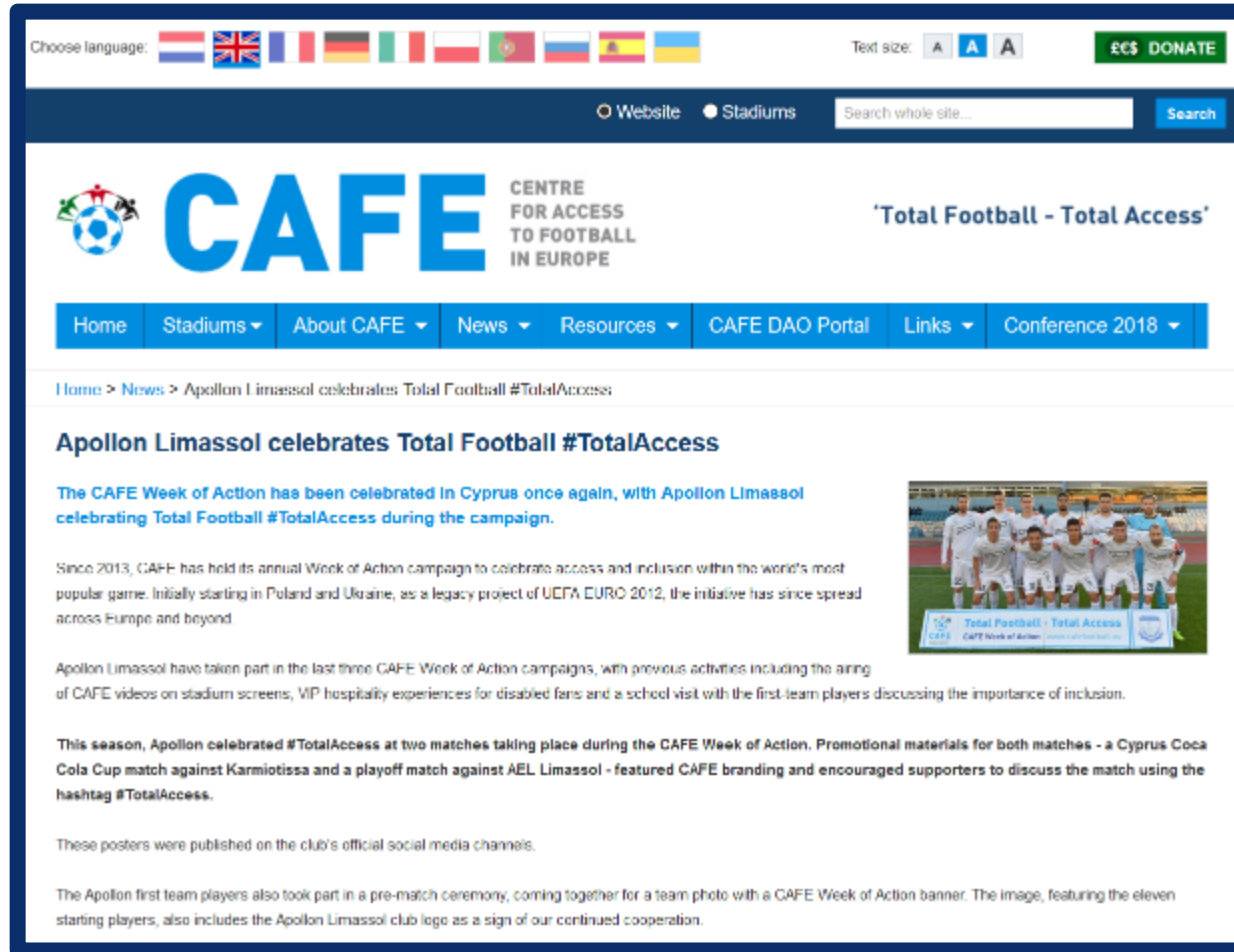 Choose language:
Text size: A A A
£€$ DONATE
Website Stadiums Search whole site... Search
CAFE
CENTRE
FOR ACCESS
TO FOOTBALL
IN EUROPE
'Total Football - Total Access'
Home Stadiums About CAFE News Resources CAFE DAO Portal Links Conference 2018
Home > News > Apollon Limassol celebrates Total Football #TotalAccess
Apollon Limassol celebrates Total Football #TotalAccess
The CAFE Week of Action has been celebrated in Cyprus once again, with Apollon Limassol
celebrating Total Football #TotalAccess during the campaign.
Since 2013, CAFE has held its annual Week of Action campaign to celebrate access and inclusion within the world's most
popular game. Initially starting in Poland and Ukraine, as a legacy project of UEFA EURO 2012, the initiative has since spread
across Europe and beyond.
Total Football - Total Access
CAFE CAFE Week of Action
Apollon Limassol have taken part in the last three CAFE Week of Action campaigns, with previous activities including the airing
of CAFE videos on stadium screens, VIP hospitality experiences for disabled fans and a school visit with the first-team players discussing the importance of inclusion.
This season, Apollon celebrated #TotalAccess at two matches taking place during the CAFE Week of Action. Promotional materials for both matches - a Cyprus Coca
Cola Cup match against Karmiotissa and a playoff match against AEL Limassol - featured CAFE branding and encouraged supporters to discuss the match using the
hashtag #TotalAccess.
These posters were published on the club's official social media channels.
The Apollon first team players also took part in a pre-match ceremony, coming together for a team photo with a CAFE Week of Action banner. The image, featuring the eleven
starting players, also includes the Apollon Limassol club logo as a sign of our continued cooperation.